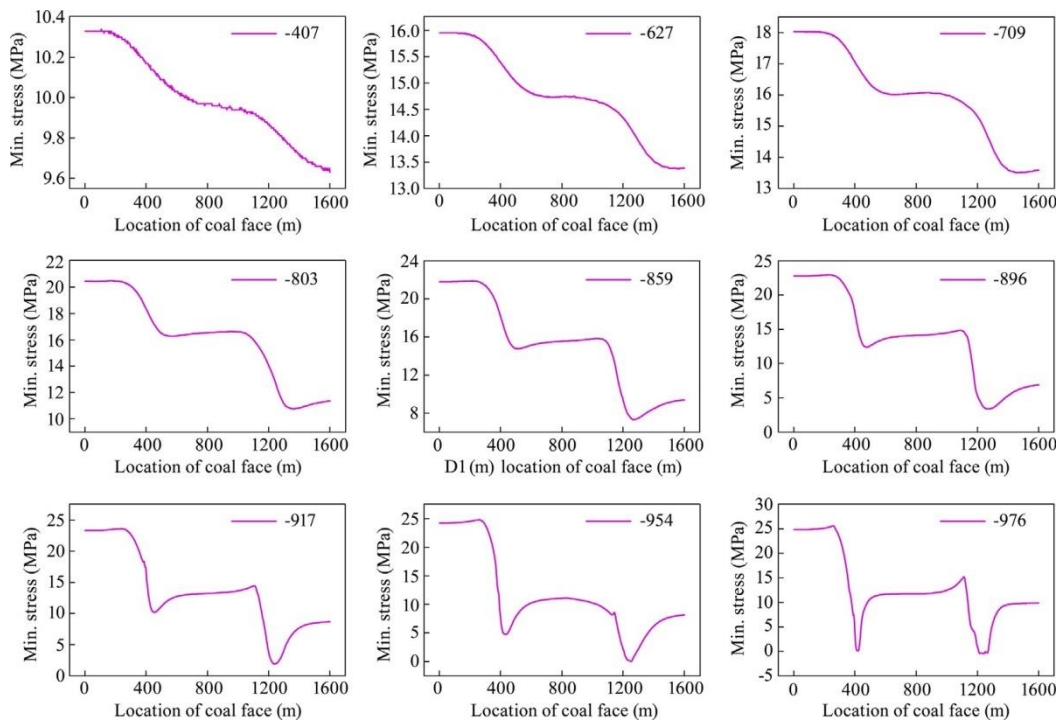 10.4
10.2
10.0
9.8
9.6
Min. stress (MPa)
-407
0 400 800 1200 1600
Location of coal face (m)
16.0
15.5
15.0
14.5
14.0
13.5
13.0
Min. stress (MPa)
-627
0 400 800 1200 1600
Location of coal face (m)
18
17
16
15
14
13
Min. stress (MPa)
-709
0 400 800 1200 1600
Location of coal face (m)
22
20
18
16
14
12
10
Min. stress (MPa)
-803
0 400 800 1200 1600
Location of coal face (m)
24
20
16
12
8
Min. stress (MPa)
-859
0 400 800 1200 1600
D1 (m) location of coal face (m)
25
20
15
10
5
0
Min. stress (MPa)
-896
0 400 800 1200 1600
Location of coal face (m)
25
20
15
10
5
0
Min. stress (MPa)
-917
0 400 800 1200 1600
Location of coal face (m)
25
20
15
10
5
0
Min. stress (MPa)
-954
0 400 800 1200 1600
Location of coal face (m)
30
25
20
15
10
5
0
-5
Min. stress (MPa)
-976
0 400 800 1200 1600
Location of coal face (m)